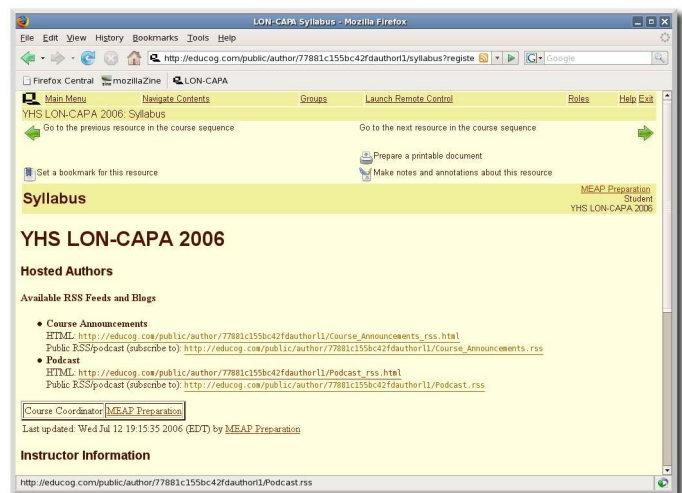 LON-CAPA Syllabus - Mozilla Firefox
File Edit View History Bookmarks Tools Help
http://educog.com/public/author/77881c155bc42fdauthorl1/syllabus?registe
G Google
Firefox Central mozillaZine LON-CAPA
Main Menu Navigate Contents Groups Launch Remote Control Roles Help Exit
YHS LON-CAPA 2006: Syllabus
Go to the previous resource in the course sequence Go to the next resource in the course sequence
Prepare a printable document
Set a bookmark for this resource Make notes and annotations about this resource
Syllabus MEAP Preparation
Student
YHS LON-CAPA 2006
YHS LON-CAPA 2006
Hosted Authors
Available RSS Feeds and Blogs
Course Announcements
HTML: http://educog.com/public/author/77881c155bc42fdauthorl1/Course_Announcements_rss.html
Public RSS/podcast (subscribe to): http://educog.com/public/author/77881c155bc42fdauthorl1/Course_Announcements.rss
Podcast
HTML: http://educog.com/public/author/77881c155bc42fdauthorl1/Podcast_rss.html
Public RSS/podcast (subscribe to): http://educog.com/public/author/77881c155bc42fdauthorl1/Podcast.rss
Course Coordinator MEAP Preparation
Last updated: Wed Jul 12 19:15:35 2006 (EDT) by MEAP Preparation
Instructor Information
http://educog.com/public/author/77881c155bc42fdauthorl1/Podcast.rss